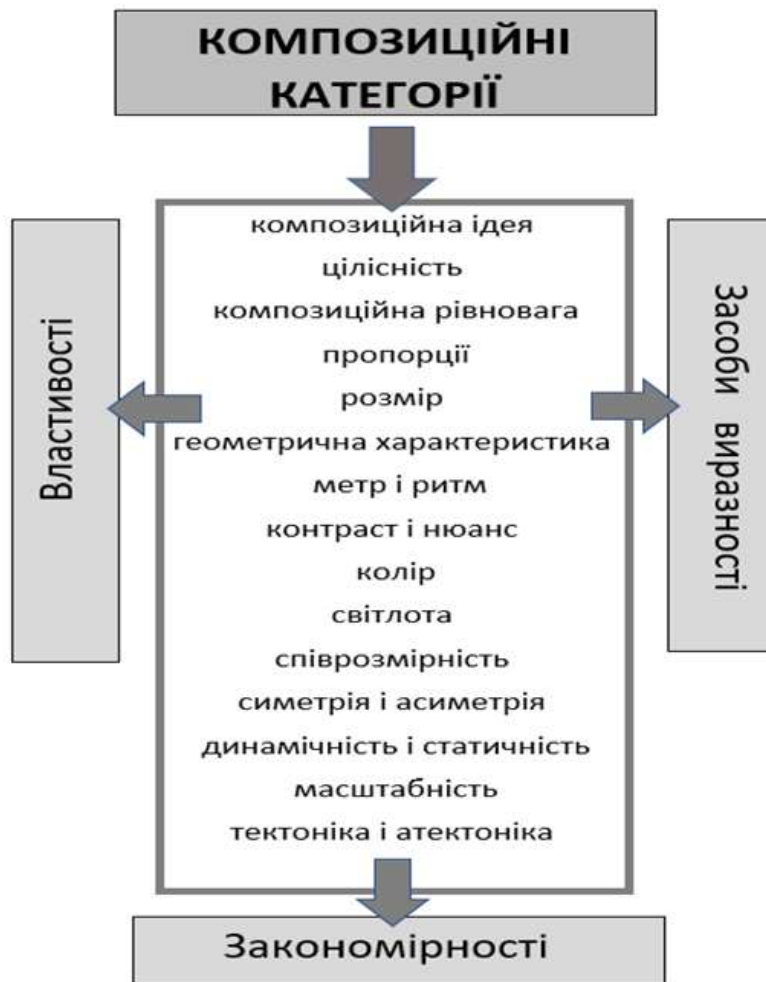 КОМПОЗИЦІЙНІ
КАТЕГОРІЇ
композиційна ідея
цілісність
композиційна рівновага
пропорції
розмір
геометрична характеристика
метр і ритм
контраст і нюанс
колір
світлота
співрозмірність
симетрія і асиметрія
динамічність і статичність
масштабність
тектоніка і атектоніка
Властивості
Засоби виразності
Закономірності